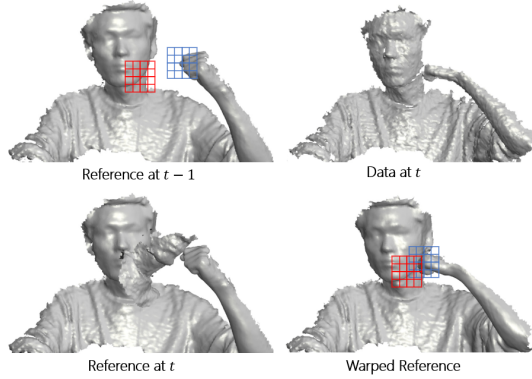 Reference at t − 1
Data at t
Reference at t
Warped Reference